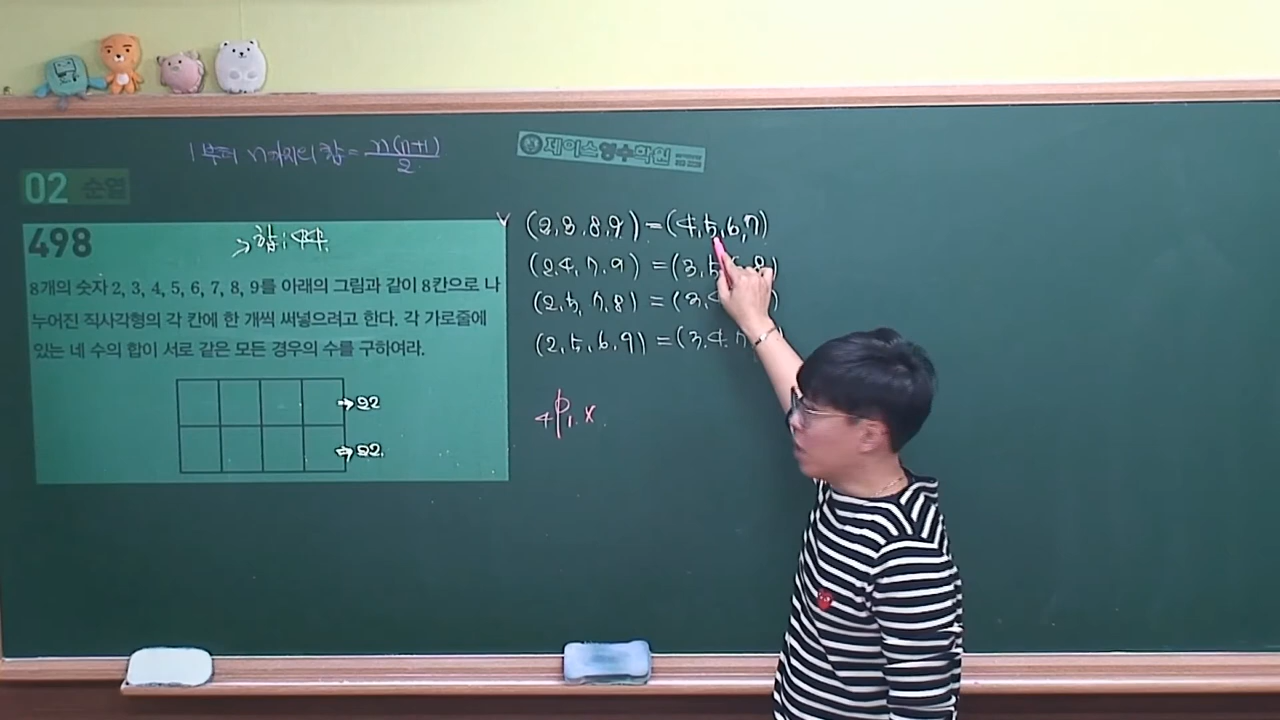 1부터 n까지의 합 = n(n+1)/2
제이스영수학원
02 순열
498
→ 합 : 44
8개의 숫자 2, 3, 4, 5, 6, 7, 8, 9를 아래의 그림과 같이 8칸으로 나
누어진 직사각형의 각 칸에 한 개씩 써넣으려고 한다. 각 가로줄에
있는 네 수의 합이 서로 같은 모든 경우의 수를 구하여라.
→22
→22.
✓ (2,3,8,9) = (4,5,6,7)
(2,4,7,9) = (3,5,6,8)
(2,5,7,8) = (3,4
(2,5,6,9) = (3,4,7
4P₁ ×